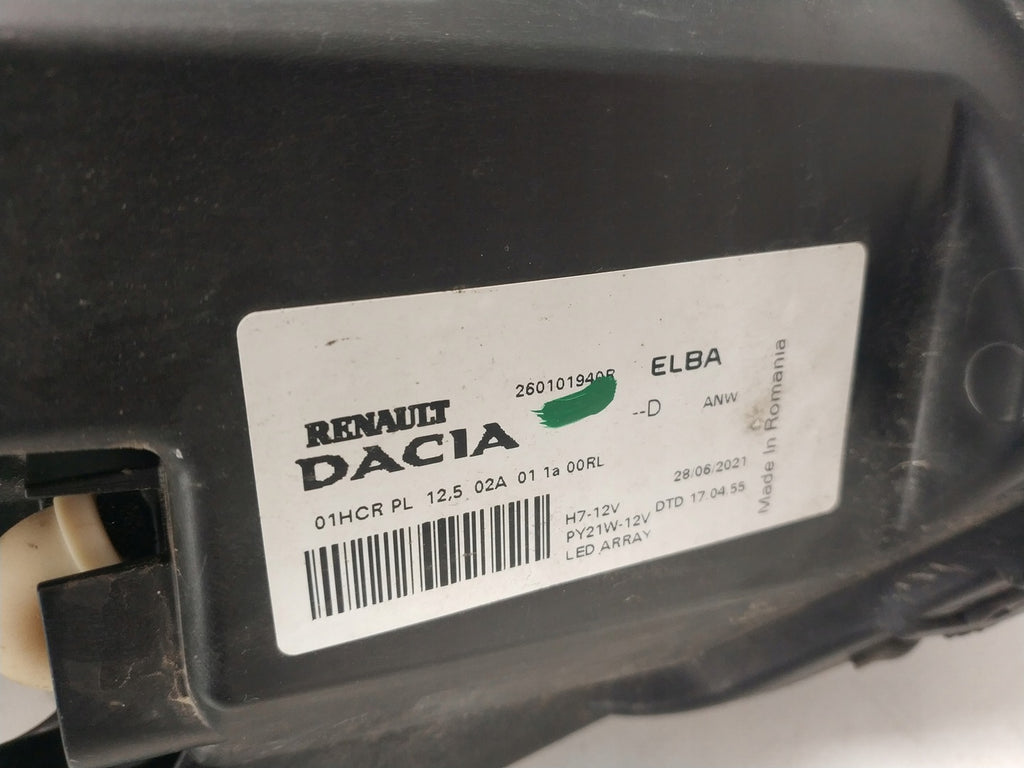 260101940R
ELBA
--D
ANW
RENAULT
DACIA
01HCR PL 12,5 02A 01 1a 00RL
28/06/2021
H7-12V
DTD 17.04.55
PY21W-12V
LED ARRAY
Made In Romania